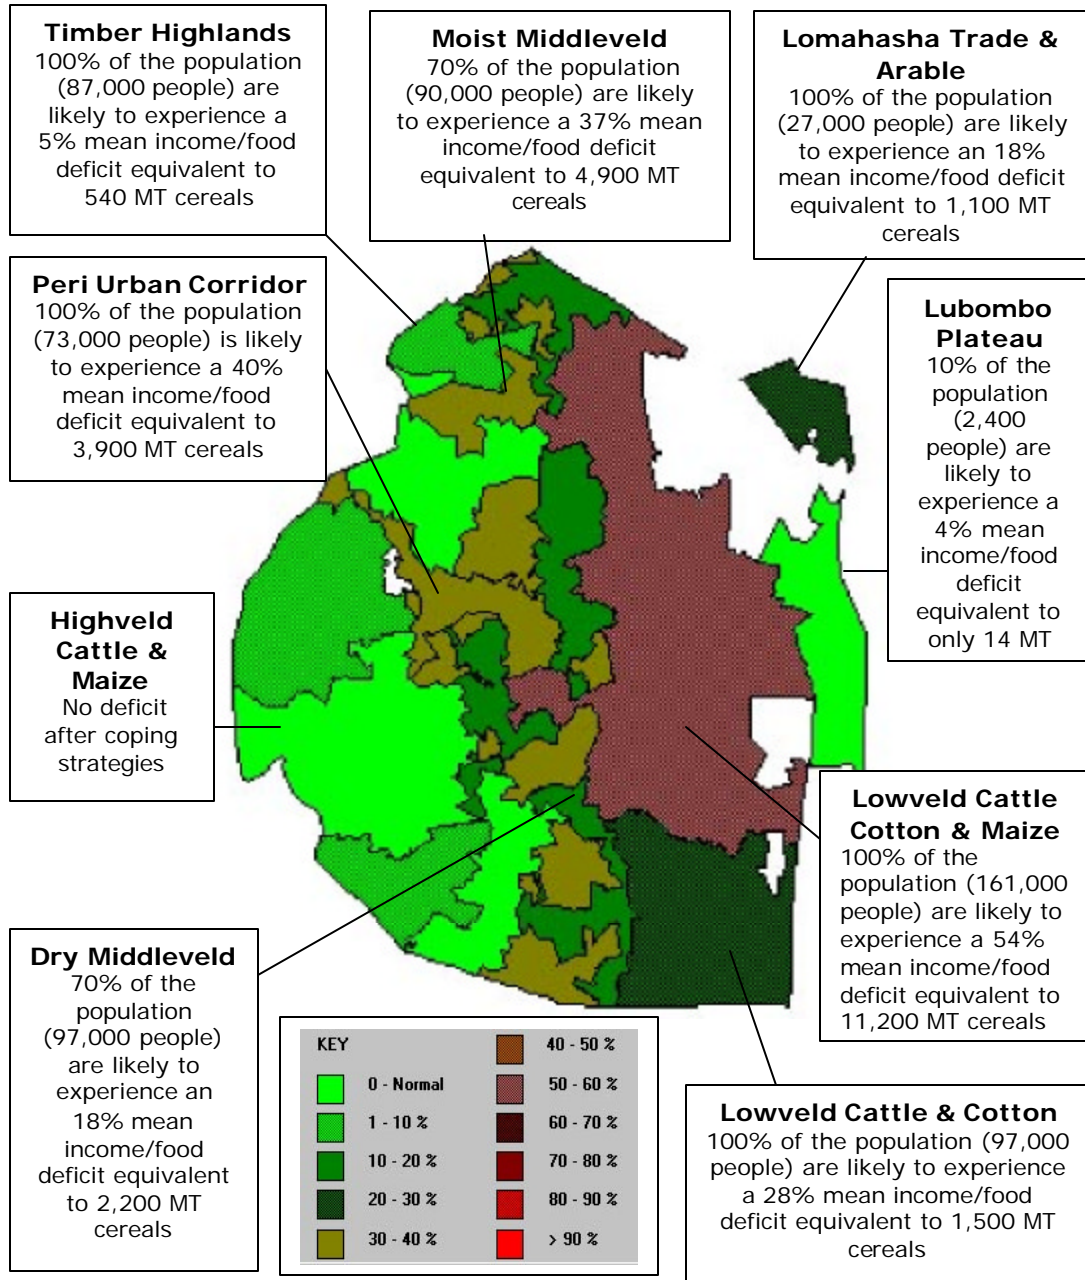 Timber Highlands
100% of the population
(87,000 people) are
likely to experience a
5% mean income/food
deficit equivalent to
540 MT cereals
Moist Middleveld
70% of the population
(90,000 people) are likely
to experience a 37% mean
income/food deficit
equivalent to 4,900 MT
cereals
Lomahasha Trade &
Arable
100% of the population
(27,000 people) are likely
to experience an 18%
mean income/food deficit
equivalent to 1,100 MT
cereals
Peri Urban Corridor
100% of the population
(73,000 people) is likely
to experience a 40%
mean income/food
deficit equivalent to
3,900 MT cereals
Lubombo
Plateau
10% of the
population
(2,400
people) are
likely to
experience a
4% mean
income/food
deficit
equivalent to
only 14 MT
Highveld
Cattle &
Maize
No deficit
after coping
strategies
Lowveld Cattle
Cotton & Maize
100% of the
population (161,000
people) are likely to
experience a 54%
mean income/food
deficit equivalent to
11,200 MT cereals
Dry Middleveld
70% of the
population
(97,000 people)
are likely to
experience an
18% mean
income/food
deficit equivalent
to 2,200 MT
cereals
KEY
0 - Normal
1 - 10 %
10 - 20 %
20 - 30 %
30 - 40 %
40 - 50 %
50 - 60 %
60 - 70 %
70 - 80 %
80 - 90 %
> 90 %
Lowveld Cattle & Cotton
100% of the population (97,000
people) are likely to experience
a 28% mean income/food
deficit equivalent to 1,500 MT
cereals